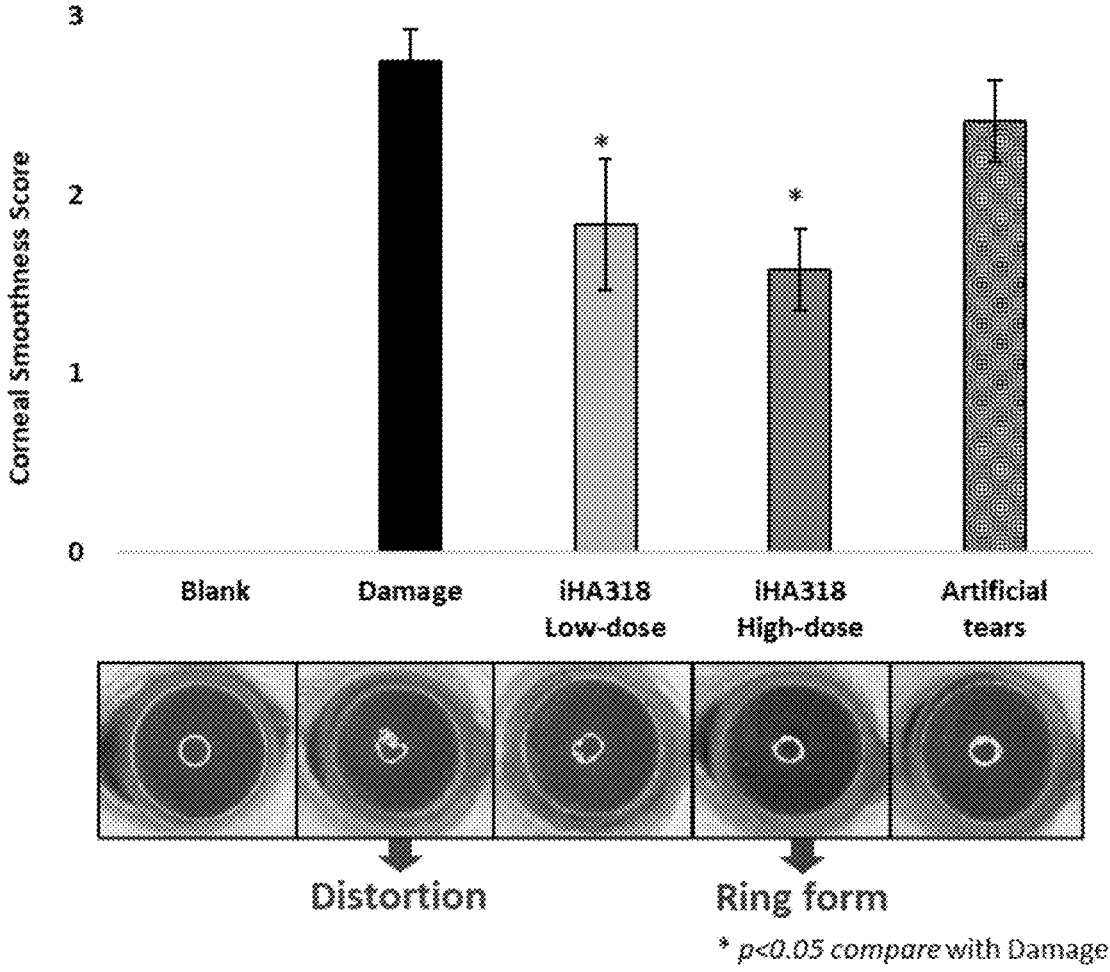 3
2
1
0
Corneal Smoothness Score
*
*
Blank
Damage
iHA318
Low-dose
iHA318
High-dose
Artificial
tears
Distortion
Ring form
* p<0.05 compare with Damage